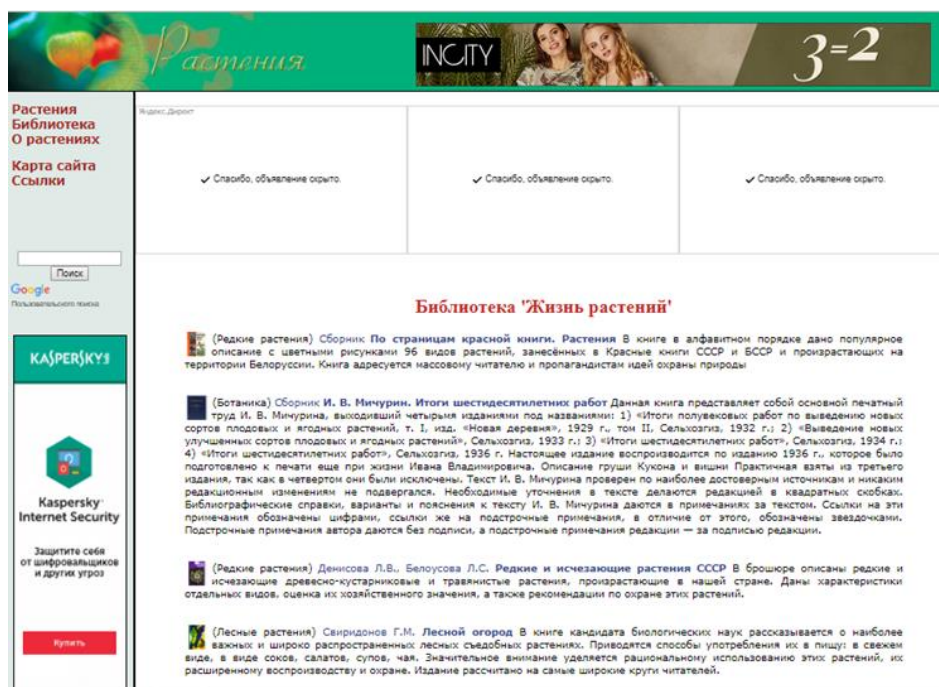 Растения
INCITY
3=2
Растения
Библиотека
О растениях
Карта сайта
Ссылки
Поиск
Google
Пользовательского поиска
KASPERSKY
Kaspersky
Internet Security
Защитите себя
от шифровальщиков
и других угроз
Купить
Яндекс.Директ
Спасибо, объявление скрыто.
Спасибо, объявление скрыто.
Спасибо, объявление скрыто.
Библиотека 'Жизнь растений'
(Редкие растения) Сборник По страницам красной книги. Растения В книге в алфавитном порядке дано популярное
описание с цветными рисунками 96 видов растений, занесённых в Красные книги СССР и БССР и произрастающих на
территории Белоруссии. Книга адресуется массовому читателю и пропагандистам идей охраны природы
(Ботаника) Сборник И. В. Мичурин. Итоги шестидесятилетних работ Данная книга представляет собой основной печатный
труд И. В. Мичурина, выходивший четырьмя изданиями под названиями: 1) «Итоги полувековых работ по выведению новых
сортов плодовых и ягодных растений, т. I, изд. «Новая деревня», 1929 г., том II, Сельхозгиз, 1932 г.; 2) «Выведение новых
улучшенных сортов плодовых и ягодных растений», Сельхозгиз, 1933 г.; 3) «Итоги шестидесятилетних работ», Сельхозгиз, 1934 г.;
4) «Итоги шестидесятилетних работ», Сельхозгиз, 1936 г. Настоящее издание воспроизводится по изданию 1936 г., которое было
подготовлено к печати еще при жизни Ивана Владимировича. Описание груши Кукона и вишни Практичная взяты из третьего
издания, так как в четвертом они были исключены. Текст И. В. Мичурина проверен по наиболее достоверным источникам и никаким
редакционным изменениям не подвергался. Необходимые уточнения в тексте делаются редакцией в квадратных скобках.
Библиографические справки, варианты и пояснения к тексту И. В. Мичурина даются в примечаниях за текстом. Ссылки на эти
примечания обозначены цифрами, ссылки же на подстрочные примечания, в отличие от этого, обозначены звездочками.
Подстрочные примечания автора даются без подписи, а подстрочные примечания редакции — за подписью редакции.
(Редкие растения) Денисова Л.В., Белоусова Л.С. Редкие и исчезающие растения СССР В брошюре описаны редкие и
исчезающие древесно-кустарниковые и травянистые растения, произрастающие в нашей стране. Даны характеристики
отдельных видов, оценка их хозяйственного значения, а также рекомендации по охране этих растений.
(Лесные растения) Свиридонов Г.М. Лесной огород В книге кандидата биологических наук рассказывается о наиболее
важных и широко распространенных лесных съедобных растениях. Приводятся способы употребления их в пищу: в свежем
виде, в виде соков, салатов, супов, чая. Значительное внимание уделяется рациональному использованию этих растений, их
расширенному воспроизводству и охране. Издание рассчитано на самые широкие круги читателей.